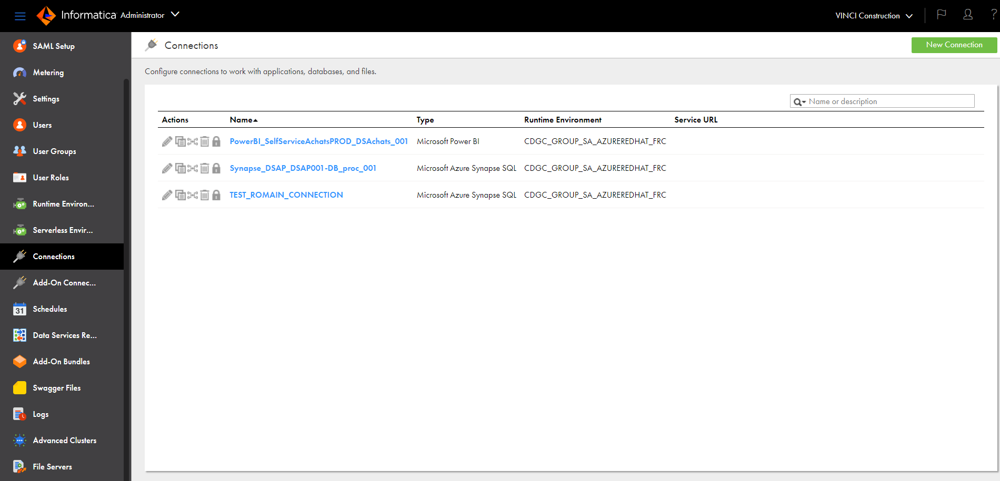 Informatica Administrator
VINCI Construction
?
SAML Setup
Metering
Settings
Users
User Groups
User Roles
Runtime Environ...
Serverless Envir...
Connections
Add-On Connec...
Schedules
31
Data Services Re...
Add-On Bundles
Swagger Files
Logs
Advanced Clusters
File Servers
Connections
New Connection
Configure connections to work with applications, databases, and files.
Name or description
Actions Name Type Runtime Environment Service URL
PowerBI_SelfServiceAchatsPROD_DSAchats_001 Microsoft Power BI CDGC_GROUP_SA_AZUREREDHAT_FRC
Synapse_DSAP_DSAP001-DB_proc_001 Microsoft Azure Synapse SQL CDGC_GROUP_SA_AZUREREDHAT_FRC
TEST_ROMAIN_CONNECTION Microsoft Azure Synapse SQL CDGC_GROUP_SA_AZUREREDHAT_FRC